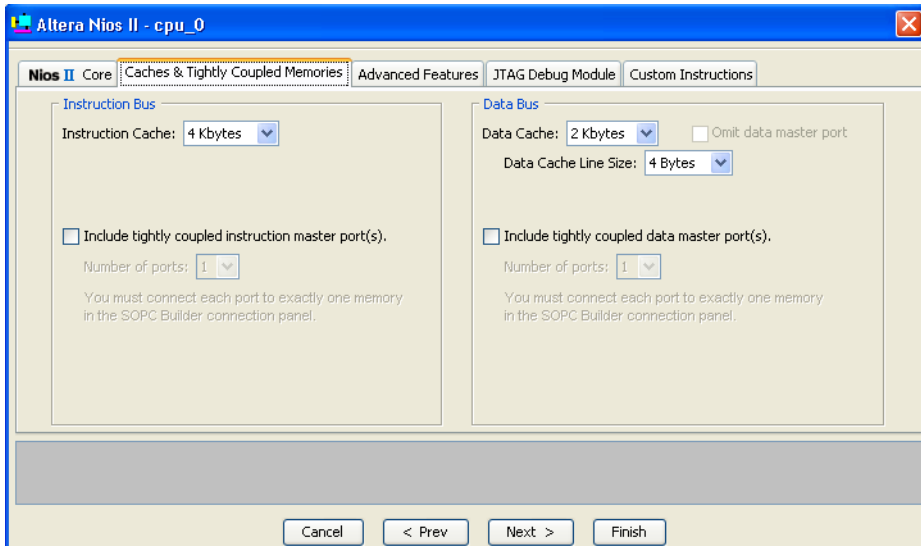 Altera Nios II - cpu_0
Nios II Core
Caches & Tightly Coupled Memories
Advanced Features
JTAG Debug Module
Custom Instructions
Instruction Bus
Instruction Cache: 4 Kbytes
Include tightly coupled instruction master port(s).
Number of ports: 1
You must connect each port to exactly one memory
in the SOPC Builder connection panel.
Data Bus
Data Cache: 2 Kbytes
Omit data master port
Data Cache Line Size: 4 Bytes
Include tightly coupled data master port(s).
Number of ports: 1
You must connect each port to exactly one memory
in the SOPC Builder connection panel.
Cancel
< Prev
Next >
Finish